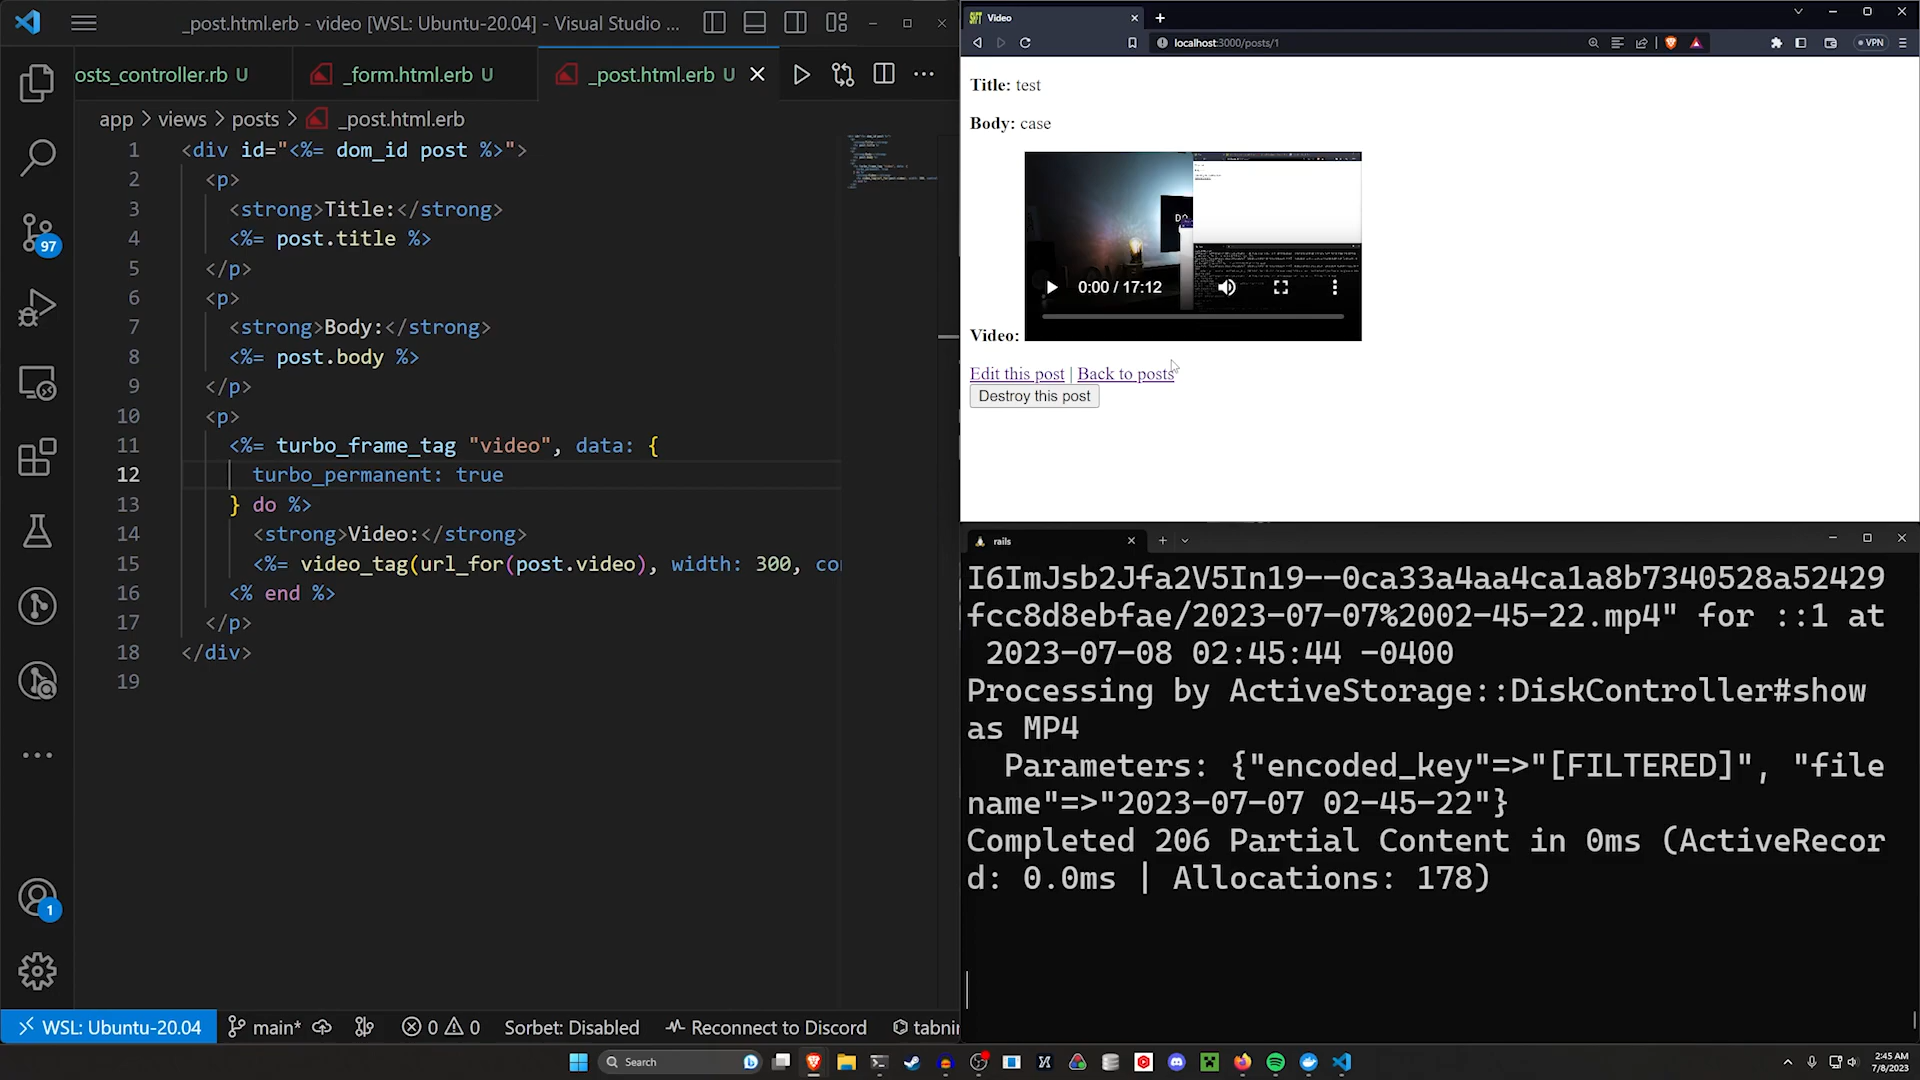 _post.html.erb - video [WSL: Ubuntu-20.04] - Visual Studio ...
osts_controller.rb U
_form.html.erb U
_post.html.erb U
app > views > posts > _post.html.erb
1 <div id="<%= dom_id post %>">
2 <p>
3 <strong>Title:</strong>
4 <%= post.title %>
5 </p>
6 <p>
7 <strong>Body:</strong>
8 <%= post.body %>
9 </p>
10 <p>
11 <%= turbo_frame_tag "video", data: {
12 turbo_permanent: true
13 } do %>
14 <strong>Video:</strong>
15 <%= video_tag(url_for(post.video), width: 300, co
16 <% end %>
17 </p>
18 </div>
19
97
1
WSL: Ubuntu-20.04
main*
0 0
Sorbet: Disabled
Reconnect to Discord
tabnin
Video
localhost:3000/posts/1
VPN
Title: test
Body: case
0:00 / 17:12
Video:
Edit this post | Back to posts
Destroy this post
rails
I6ImJsb2Jfa2V5In19--0ca33a4aa4ca1a8b7340528a52429
fcc8d8ebfae/2023-07-07%2002-45-22.mp4" for ::1 at
2023-07-08 02:45:44 -0400
Processing by ActiveStorage::DiskController#show
as MP4
Parameters: {"encoded_key"=>"[FILTERED]", "file
name"=>"2023-07-07 02-45-22"}
Completed 206 Partial Content in 0ms (ActiveRecor
d: 0.0ms | Allocations: 178)
Search
2:45 AM
7/8/2023